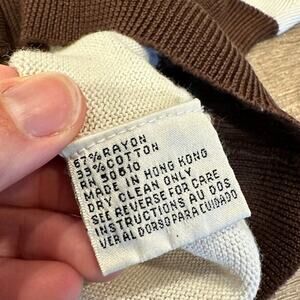 67% RAYON
33% COTTON
RN 50610
MADE IN HONG KONG
DRY CLEAN ONLY
SEE REVERSE FOR CARE
INSTRUCTIONS AU DOS
VER AL DORSO PARA CUIDADO